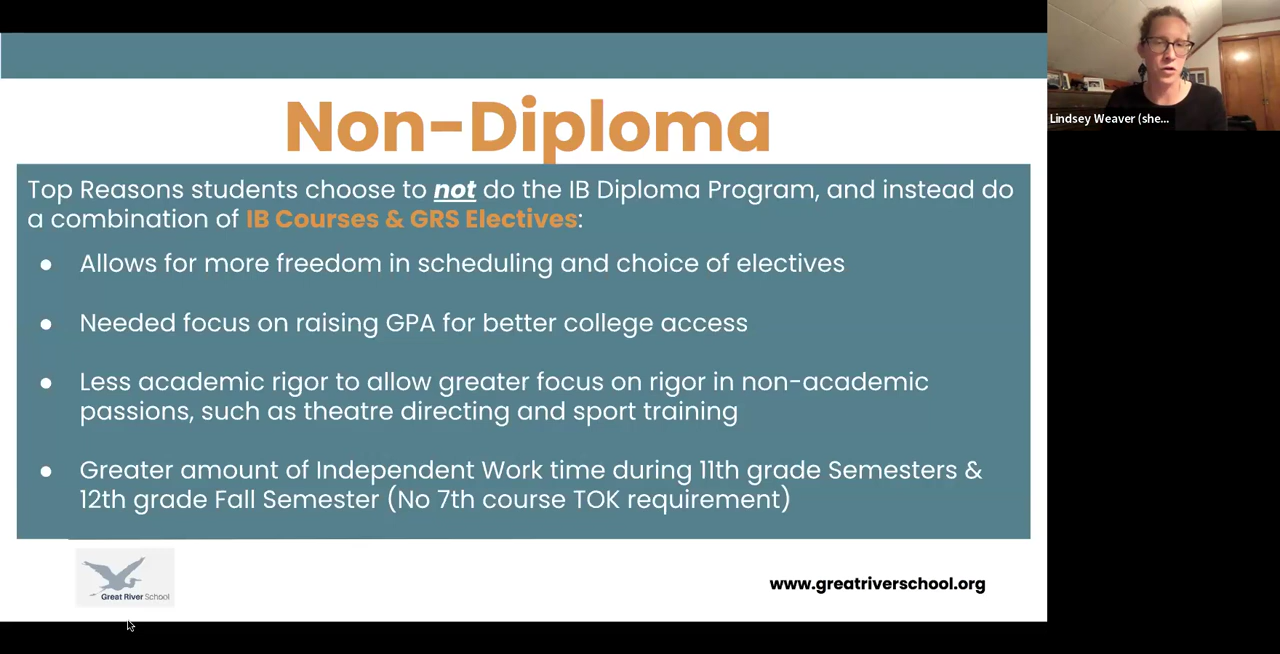 Non-Diploma
Top Reasons students choose to not do the IB Diploma Program, and instead do
a combination of IB Courses & GRS Electives:
● Allows for more freedom in scheduling and choice of electives
● Needed focus on raising GPA for better college access
● Less academic rigor to allow greater focus on rigor in non-academic
passions, such as theatre directing and sport training
● Greater amount of Independent Work time during 11th grade Semesters &
12th grade Fall Semester (No 7th course TOK requirement)
Great River School
www.greatriverschool.org
Lindsey Weaver (she...